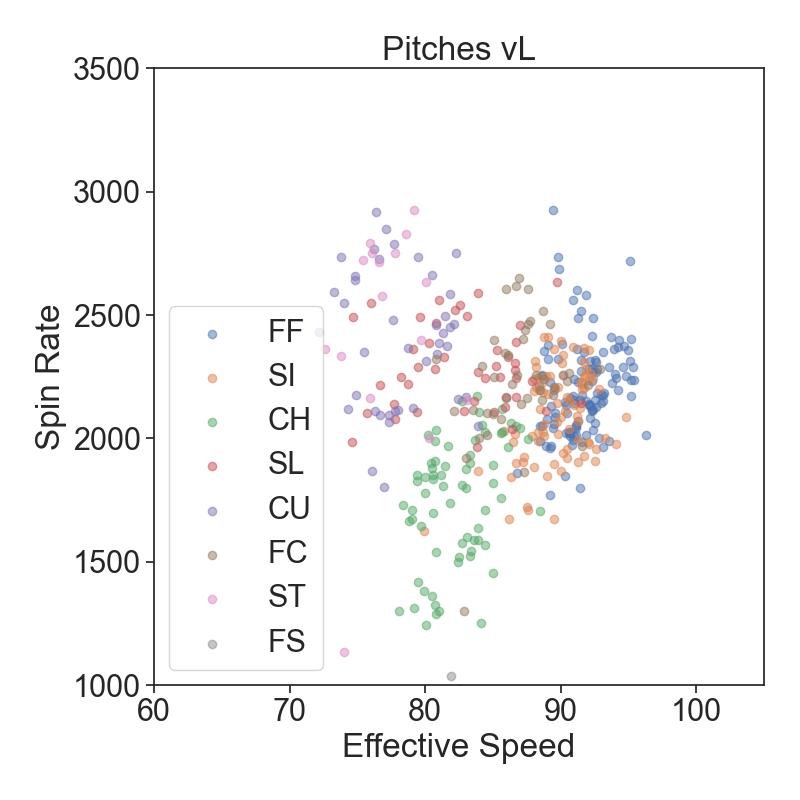 Pitches vL
3500
3000
2500
2000
1500
1000
Spin Rate
FF
SI
CH
SL
CU
FC
ST
FS
60 70 80 90 100
Effective Speed